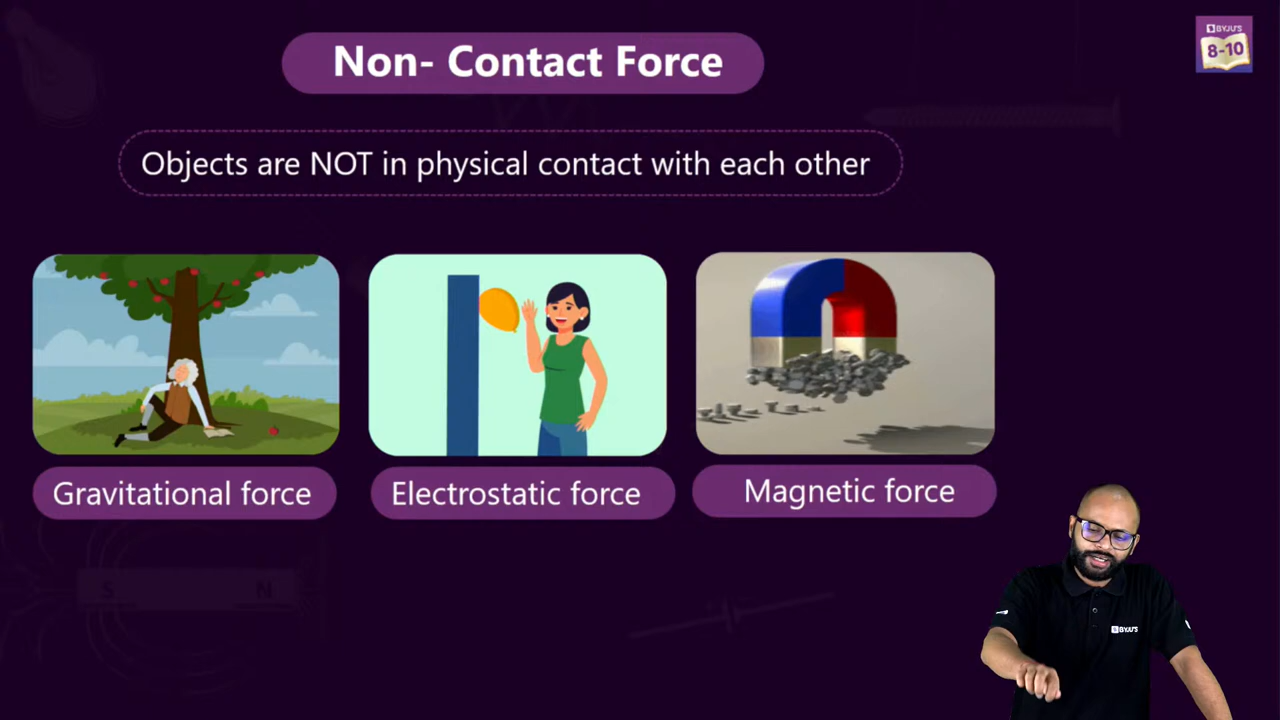 Non- Contact Force
BYJU'S
8-10
Objects are NOT in physical contact with each other
Gravitational force
Electrostatic force
Magnetic force
S
N
BYJU'S